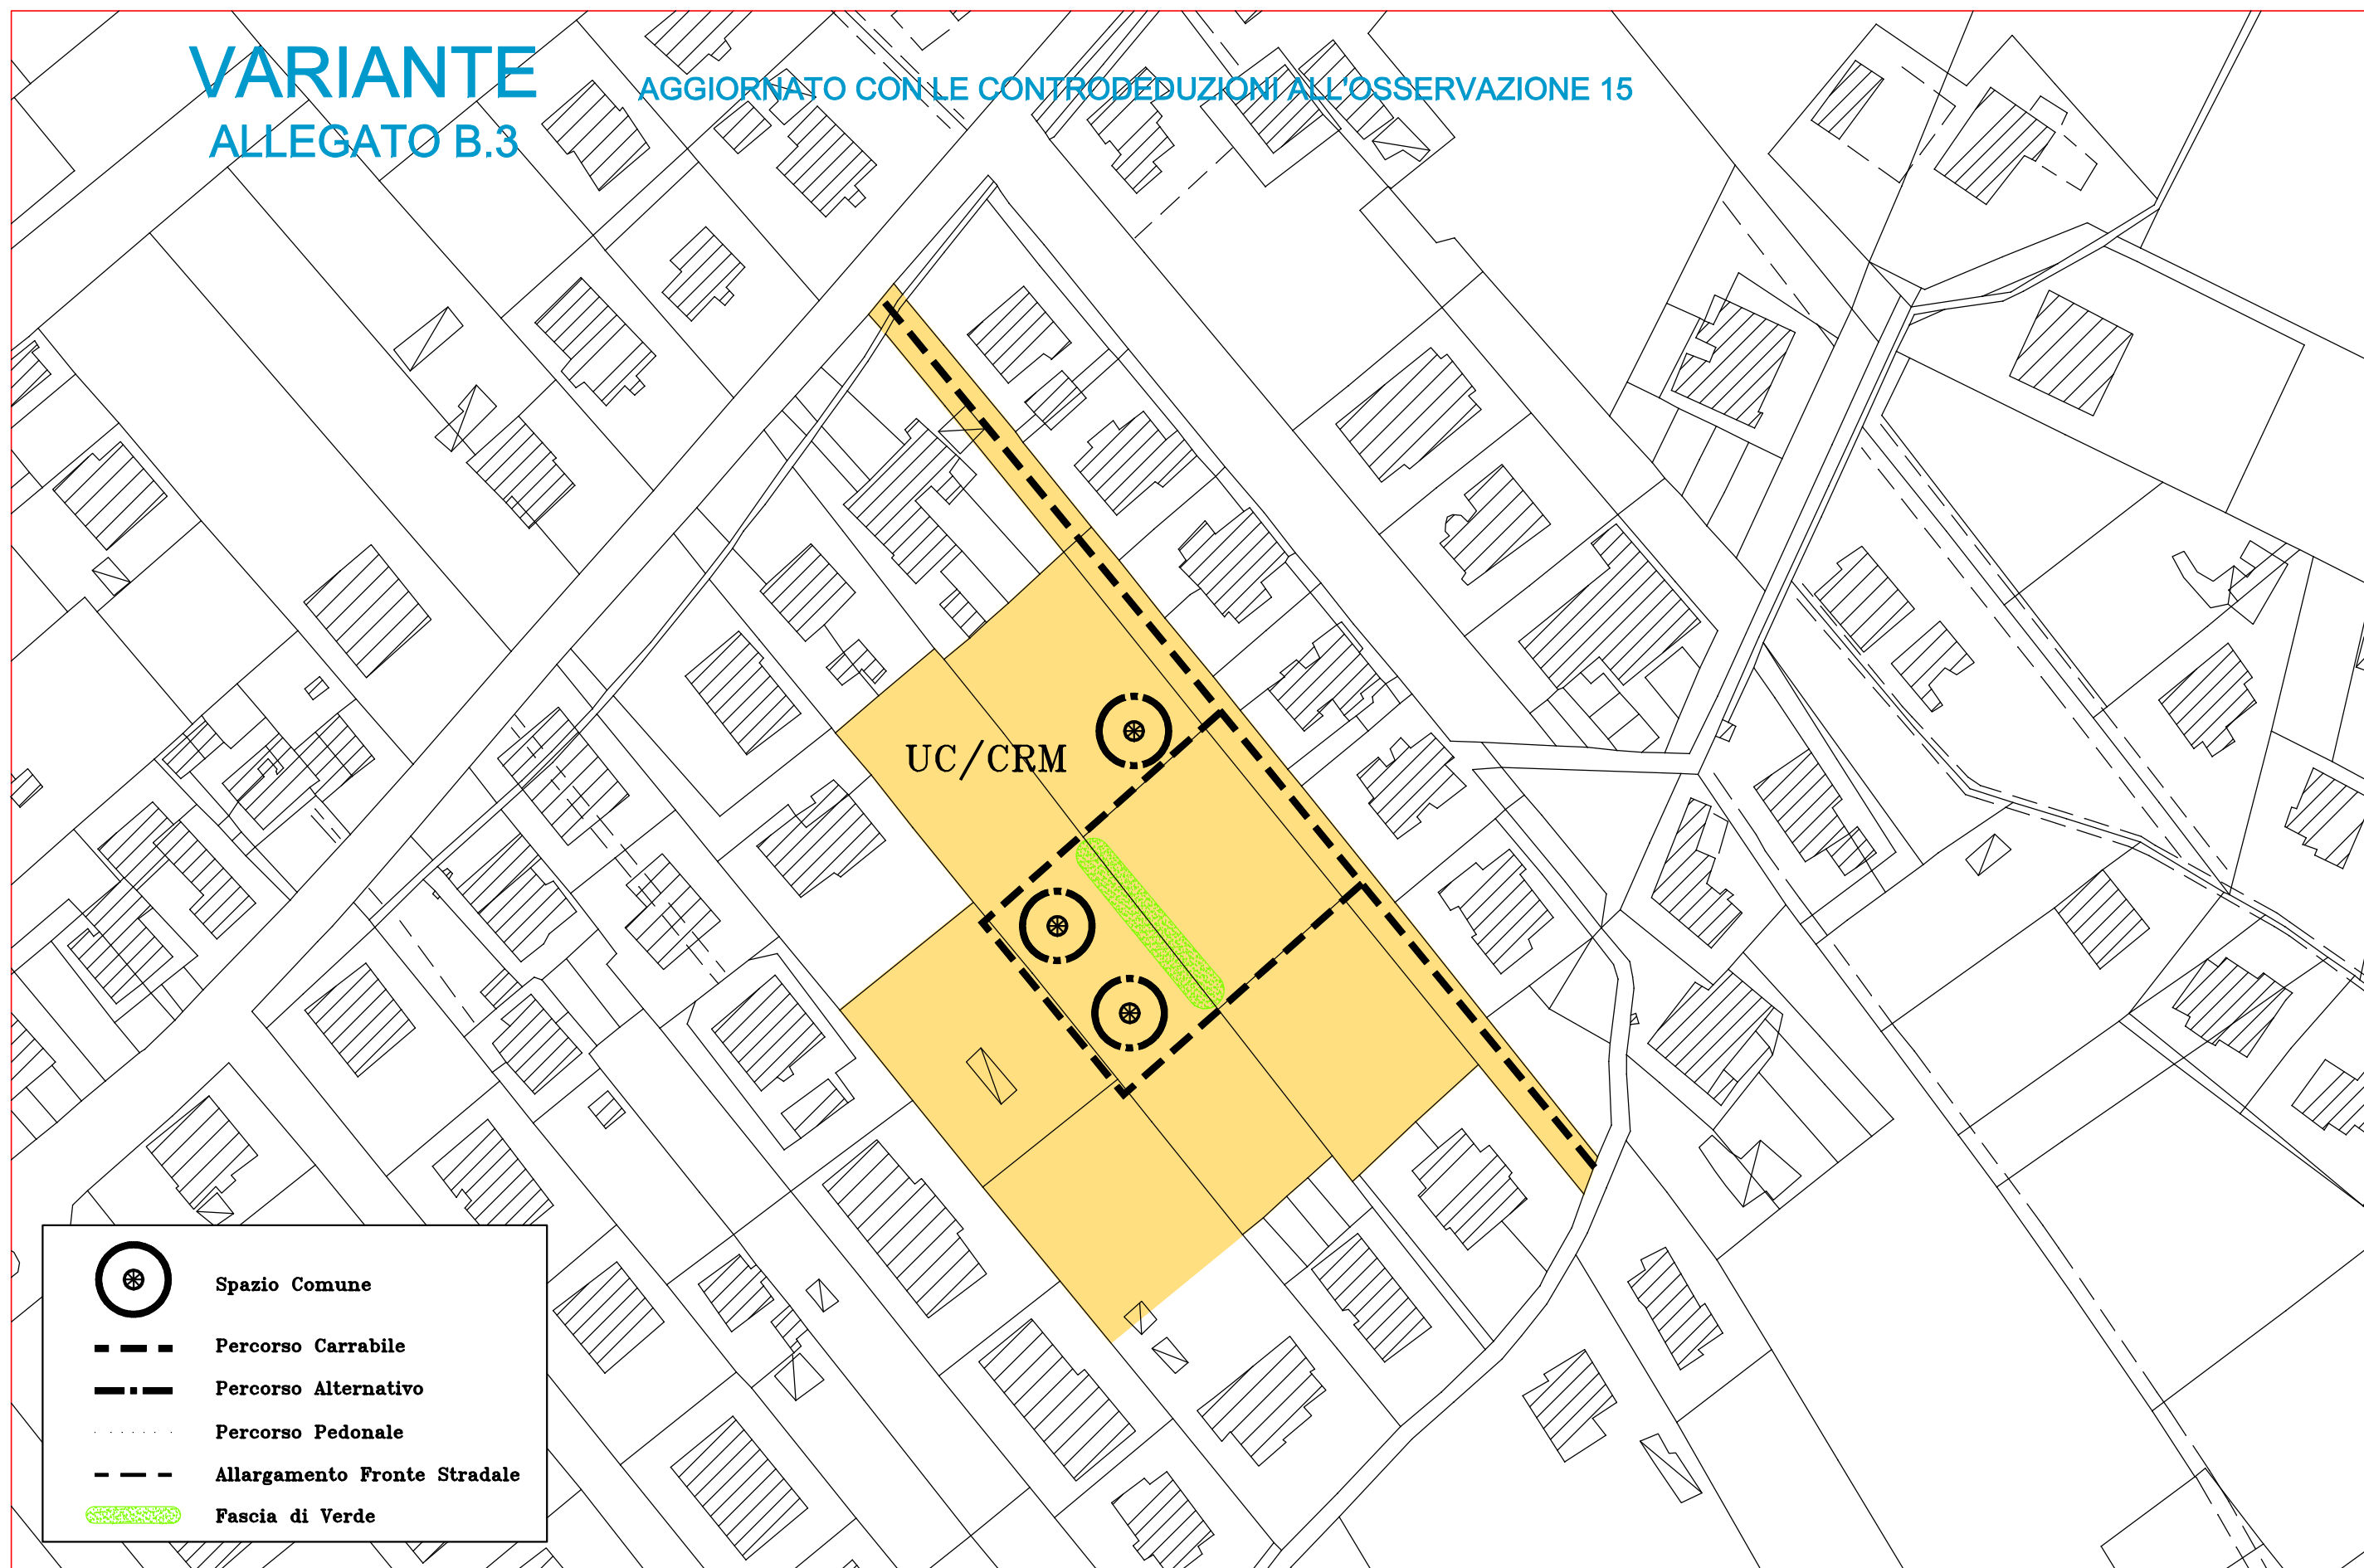 VARIANTE
AGGIORNATO CON LE CONTRODEDUZIONI ALL'OSSERVAZIONE 15
ALLEGATO B.3
UC/CRM
Spazio Comune
Percorso Carrabile
Percorso Alternativo
Percorso Pedonale
Allargamento Fronte Stradale
Fascia di Verde